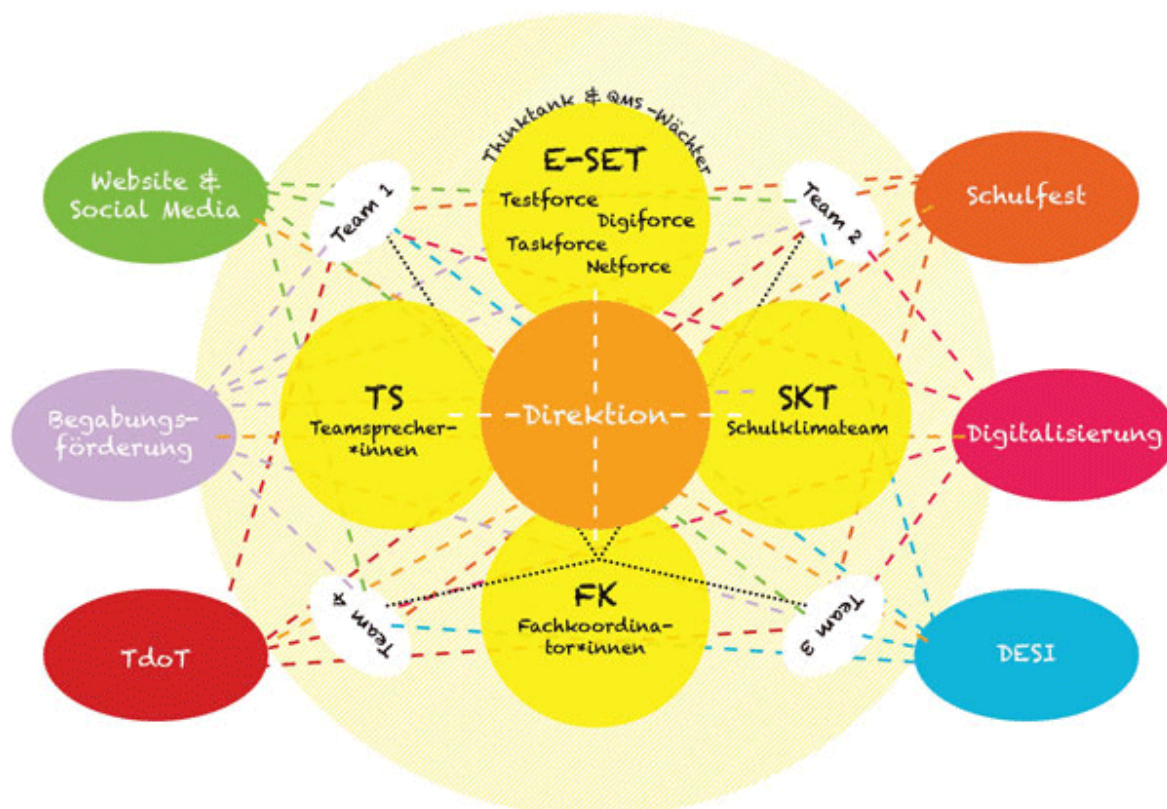 Thinktank & QMS-Wächter
E-SET
Testforce
Digiforce
Taskforce
Netforce
Website &
Social Media
Team 1
Team 2
Schulfest
TS
Teamsprecher-
*innen
Direktion
SKT
Schulklimateam
Begabungs-
förderung
Digitalisierung
FK
Fachkoordina-
tor*innen
Team 4
Team 3
TdoT
DESI